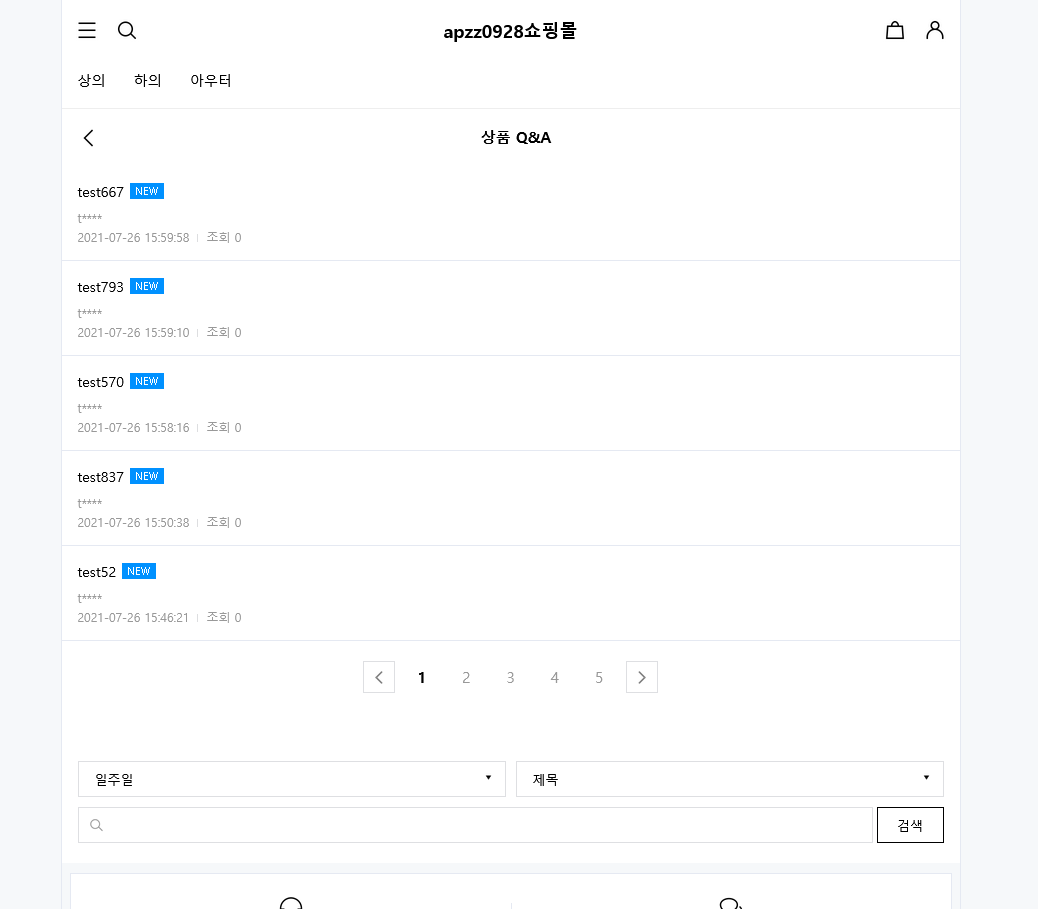 apzz0928쇼핑몰
상의 하의 아우터
상품 Q&A
test667 NEW
t****
2021-07-26 15:59:58 | 조회 0
test793 NEW
t****
2021-07-26 15:59:10 | 조회 0
test570 NEW
t****
2021-07-26 15:58:16 | 조회 0
test837 NEW
t****
2021-07-26 15:50:38 | 조회 0
test52 NEW
t****
2021-07-26 15:46:21 | 조회 0
1 2 3 4 5
일주일 제목
검색